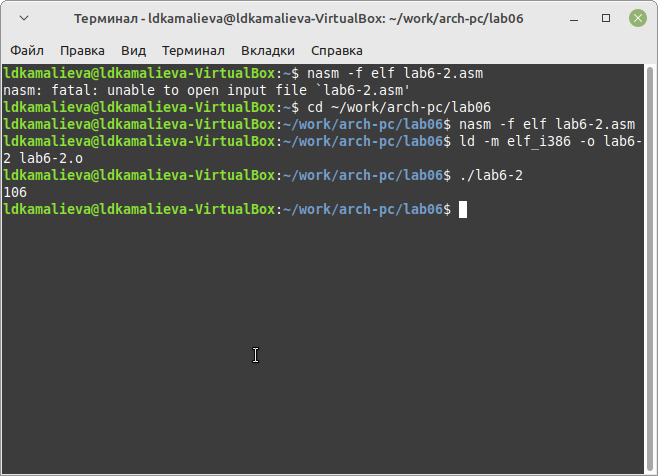 Терминал - ldkamalieva@ldkamalieva-VirtualBox: ~/work/arch-pc/lab06
Файл Правка Вид Терминал Вкладки Справка
ldkamalieva@ldkamalieva-VirtualBox:~$ nasm -f elf lab6-2.asm
nasm: fatal: unable to open input file `lab6-2.asm'
ldkamalieva@ldkamalieva-VirtualBox:~$ cd ~/work/arch-pc/lab06
ldkamalieva@ldkamalieva-VirtualBox:~/work/arch-pc/lab06$ nasm -f elf lab6-2.asm
ldkamalieva@ldkamalieva-VirtualBox:~/work/arch-pc/lab06$ ld -m elf_i386 -o lab6-
2 lab6-2.o
ldkamalieva@ldkamalieva-VirtualBox:~/work/arch-pc/lab06$ ./lab6-2
106
ldkamalieva@ldkamalieva-VirtualBox:~/work/arch-pc/lab06$